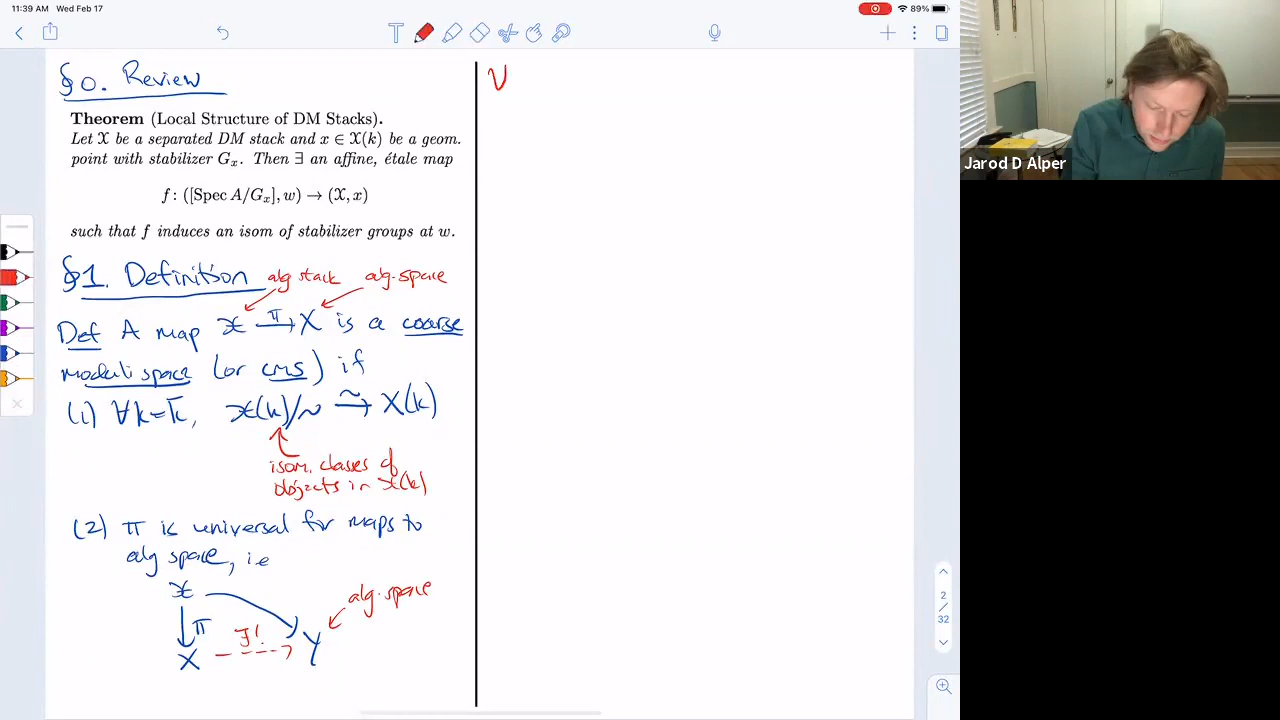 11:39 AM Wed Feb 17
89%
§0. Review
Theorem (Local Structure of DM Stacks).
Let 𝒳 be a separated DM stack and x ∈ 𝒳(k) be a geom.
point with stabilizer Gₓ. Then ∃ an affine, étale map
f: ([Spec A/Gₓ], w) → (𝒳, x)
such that f induces an isom of stabilizer groups at w.
§1. Definition
alg stack alg. space
Def A map 𝒳 →π X is a coarse
moduli space (or cms) if
(1) ∀k=k̄, 𝒳(k)/~ →~ X(k)
isom. classes of
objects in 𝒳(k)
(2) π is universal for maps to
alg space, i.e
𝒳
alg. space
π
∃!
X Y
V
Jarod D Alper
2
/
32